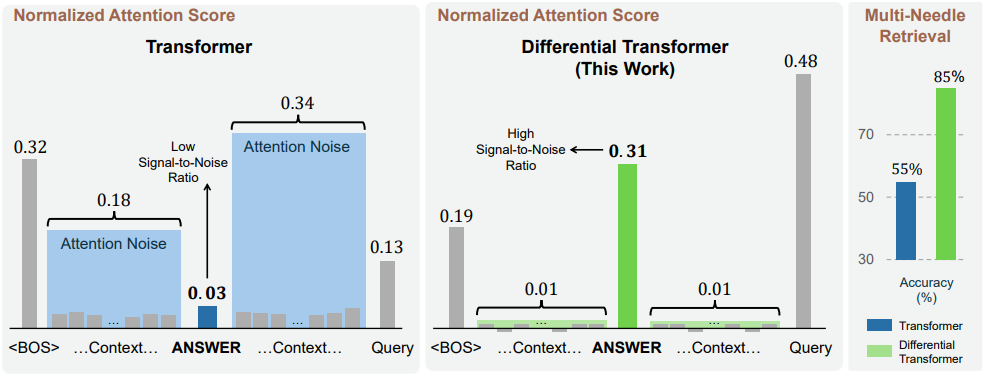 Normalized Attention Score
Transformer
0.32
0.18
Attention Noise
Low
Signal-to-Noise
Ratio
0.03
0.34
Attention Noise
0.13
...
...
<BOS>
...Context...
ANSWER
...Context...
Query
Normalized Attention Score
Differential Transformer
(This Work)
0.19
High
Signal-to-Noise
Ratio
0.31
0.01
0.01
0.48
...
...
<BOS>
...Context...
ANSWER
...Context...
Query
Multi-Needle
Retrieval
85%
70
55%
50
30
Accuracy
(%)
Transformer
Differential
Transformer